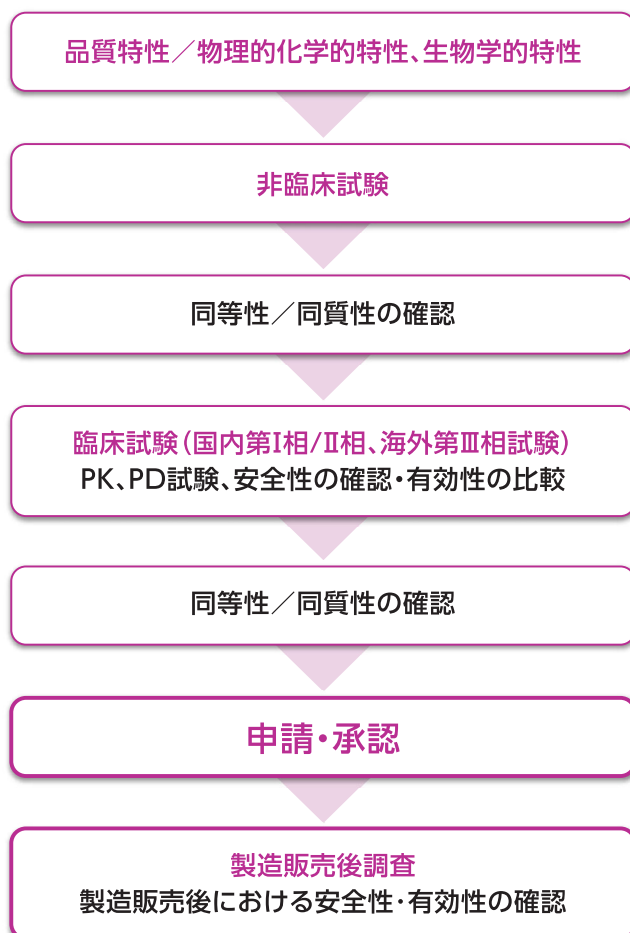 品質特性／物理的化学的特性、生物学的特性
非臨床試験
同等性／同質性の確認
臨床試験（国内第Ⅰ相/Ⅱ相、海外第Ⅲ相試験）
PK、PD試験、安全性の確認・有効性の比較
同等性／同質性の確認
申請・承認
製造販売後調査
製造販売後における安全性・有効性の確認